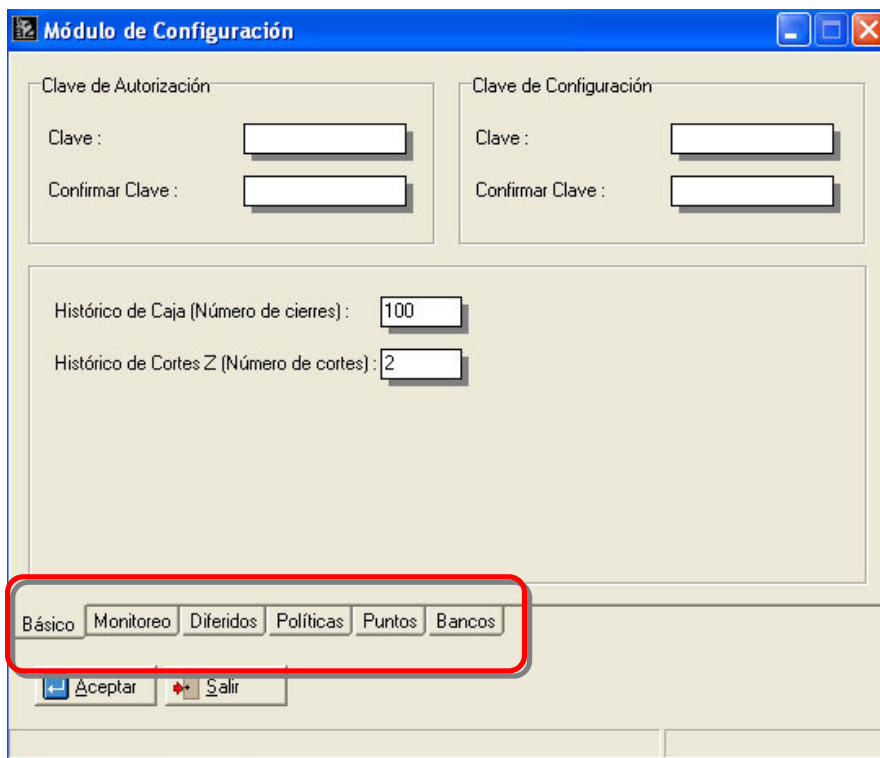 Módulo de Configuración
Clave de Autorización
Clave :
Confirmar Clave :
Clave de Configuración
Clave :
Confirmar Clave :
Histórico de Caja (Número de cierres) : 100
Histórico de Cortes Z (Número de cortes) : 2
Básico Monitoreo Diferidos Políticas Puntos Bancos
Aceptar Salir